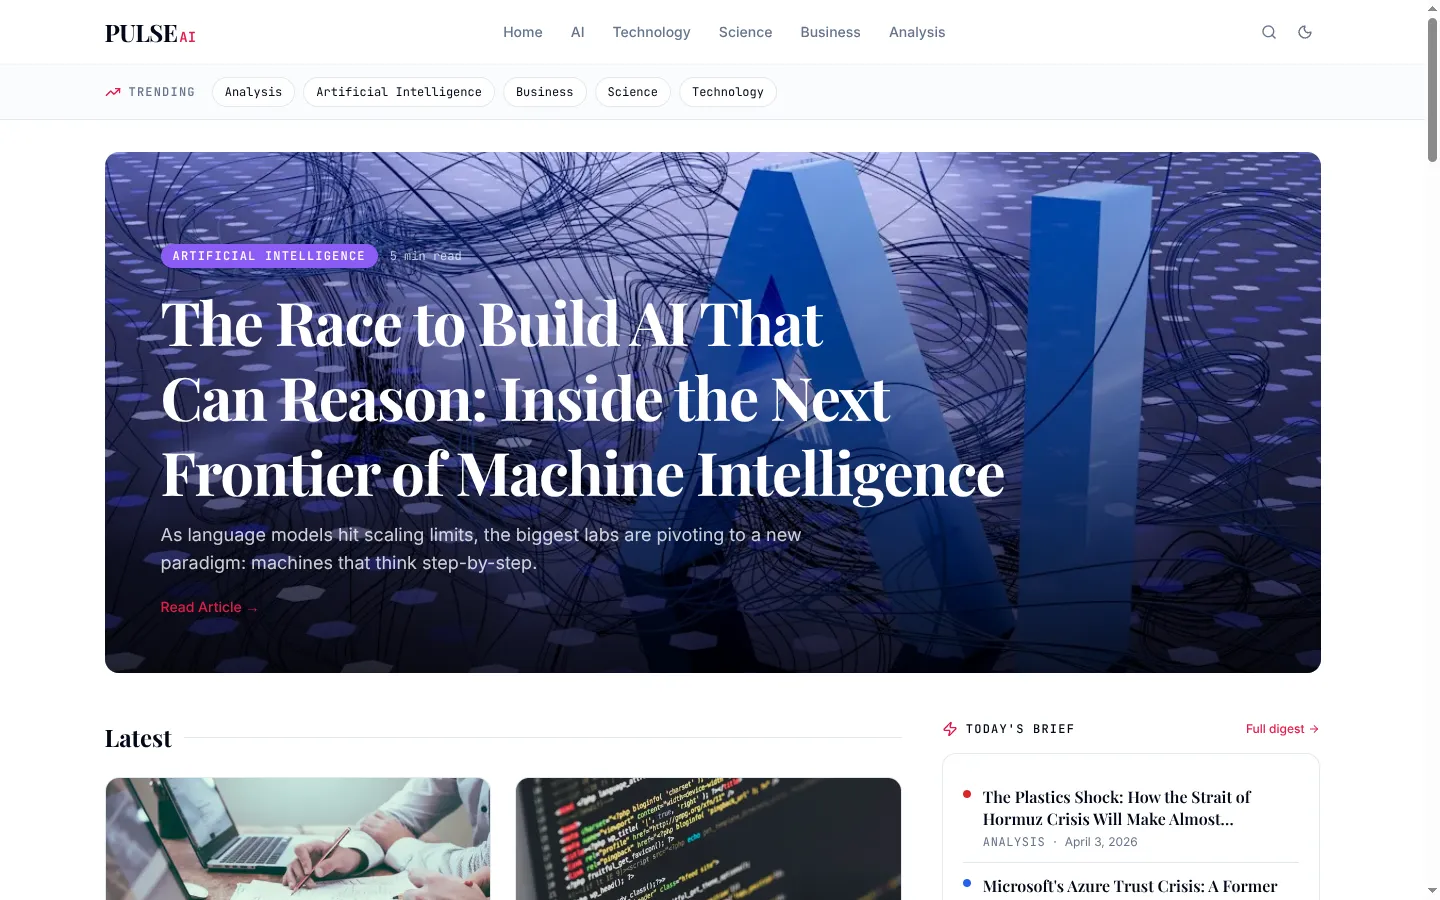 PULSE AI
Home AI Technology Science Business Analysis
TRENDING Analysis Artificial Intelligence Business Science Technology
ARTIFICIAL INTELLIGENCE 5 min read
The Race to Build AI That
Can Reason: Inside the Next
Frontier of Machine Intelligence
As language models hit scaling limits, the biggest labs are pivoting to a new
paradigm: machines that think step-by-step.
Read Article →
Latest
TODAY'S BRIEF Full digest →
The Plastics Shock: How the Strait of
Hormuz Crisis Will Make Almost...
ANALYSIS · April 3, 2026
Microsoft's Azure Trust Crisis: A Former